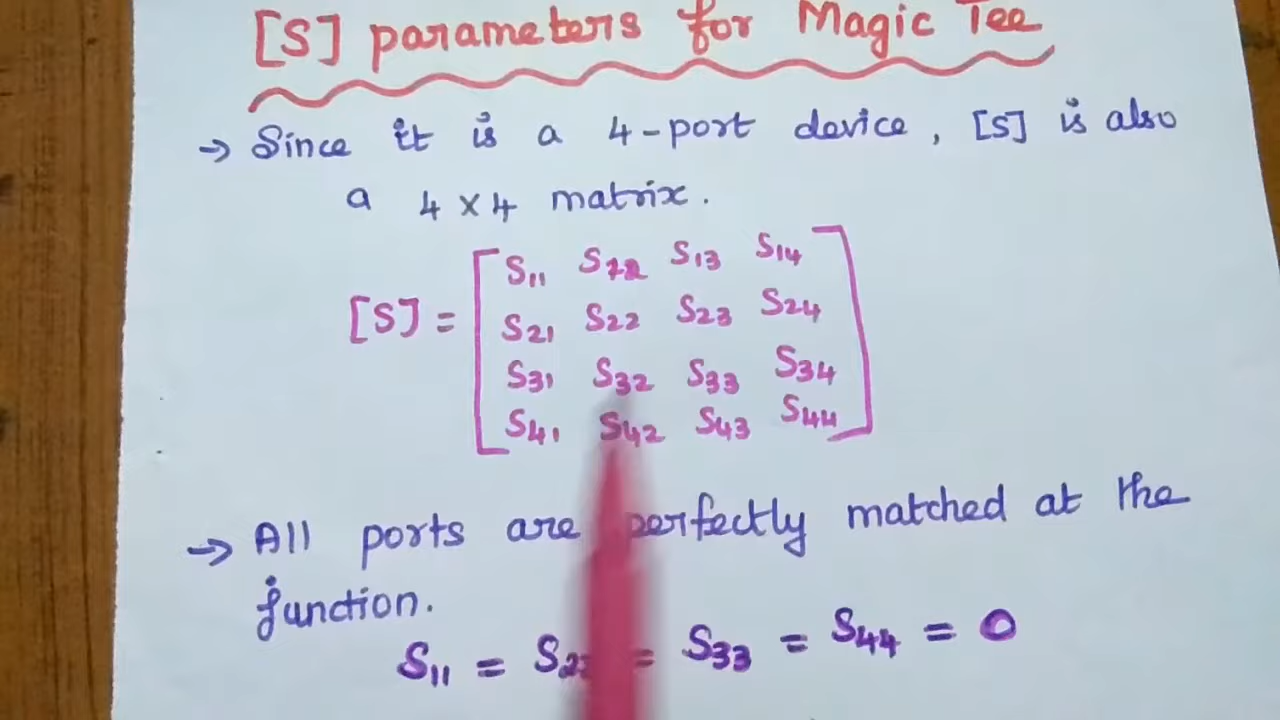 [S] parameters for Magic Tee
→ Since it is a 4-port device, [S] is also
a 4×4 matrix.
[S] = [ S11 S12 S13 S14
S21 S22 S23 S24
S31 S32 S33 S34
S41 S42 S43 S44 ]
→ All ports are perfectly matched at the
junction.
S11 = S22 = S33 = S44 = 0